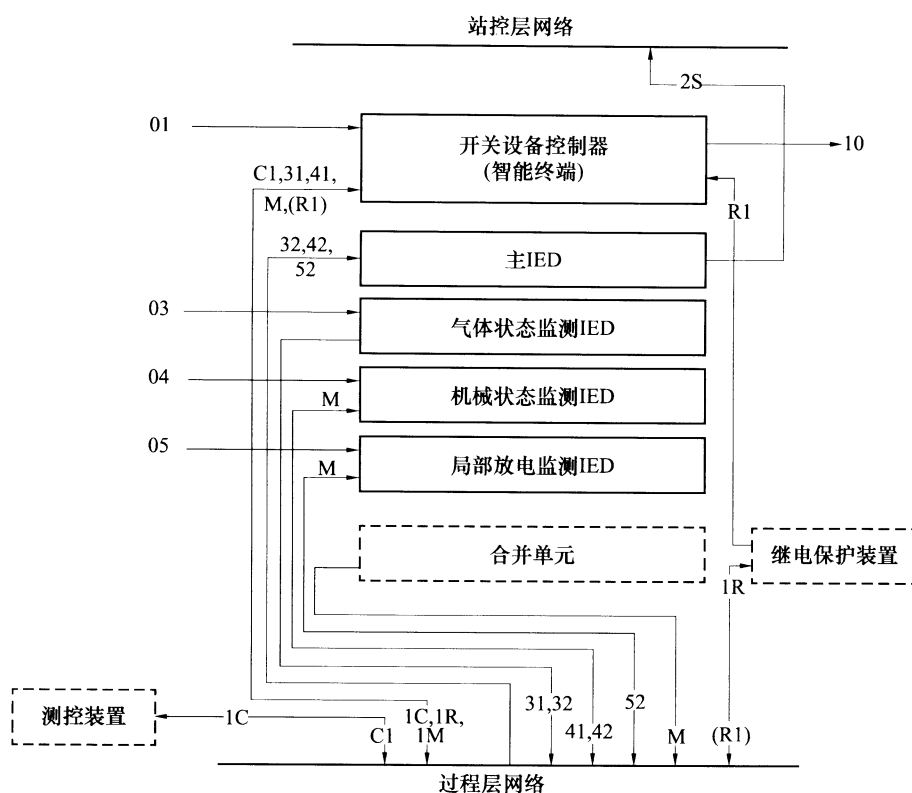 站控层网络
2S
01
开关设备控制器
(智能终端)
10
C1,31,41,
M,(R1)
R1
32,42,
52
主IED
03
气体状态监测IED
04
机械状态监测IED
M
05
局部放电监测IED
M
合并单元
继电保护装置
1R
测控装置
1C
C1
1C,1R,
1M
31,32
41,42
52
M
(R1)
过程层网络